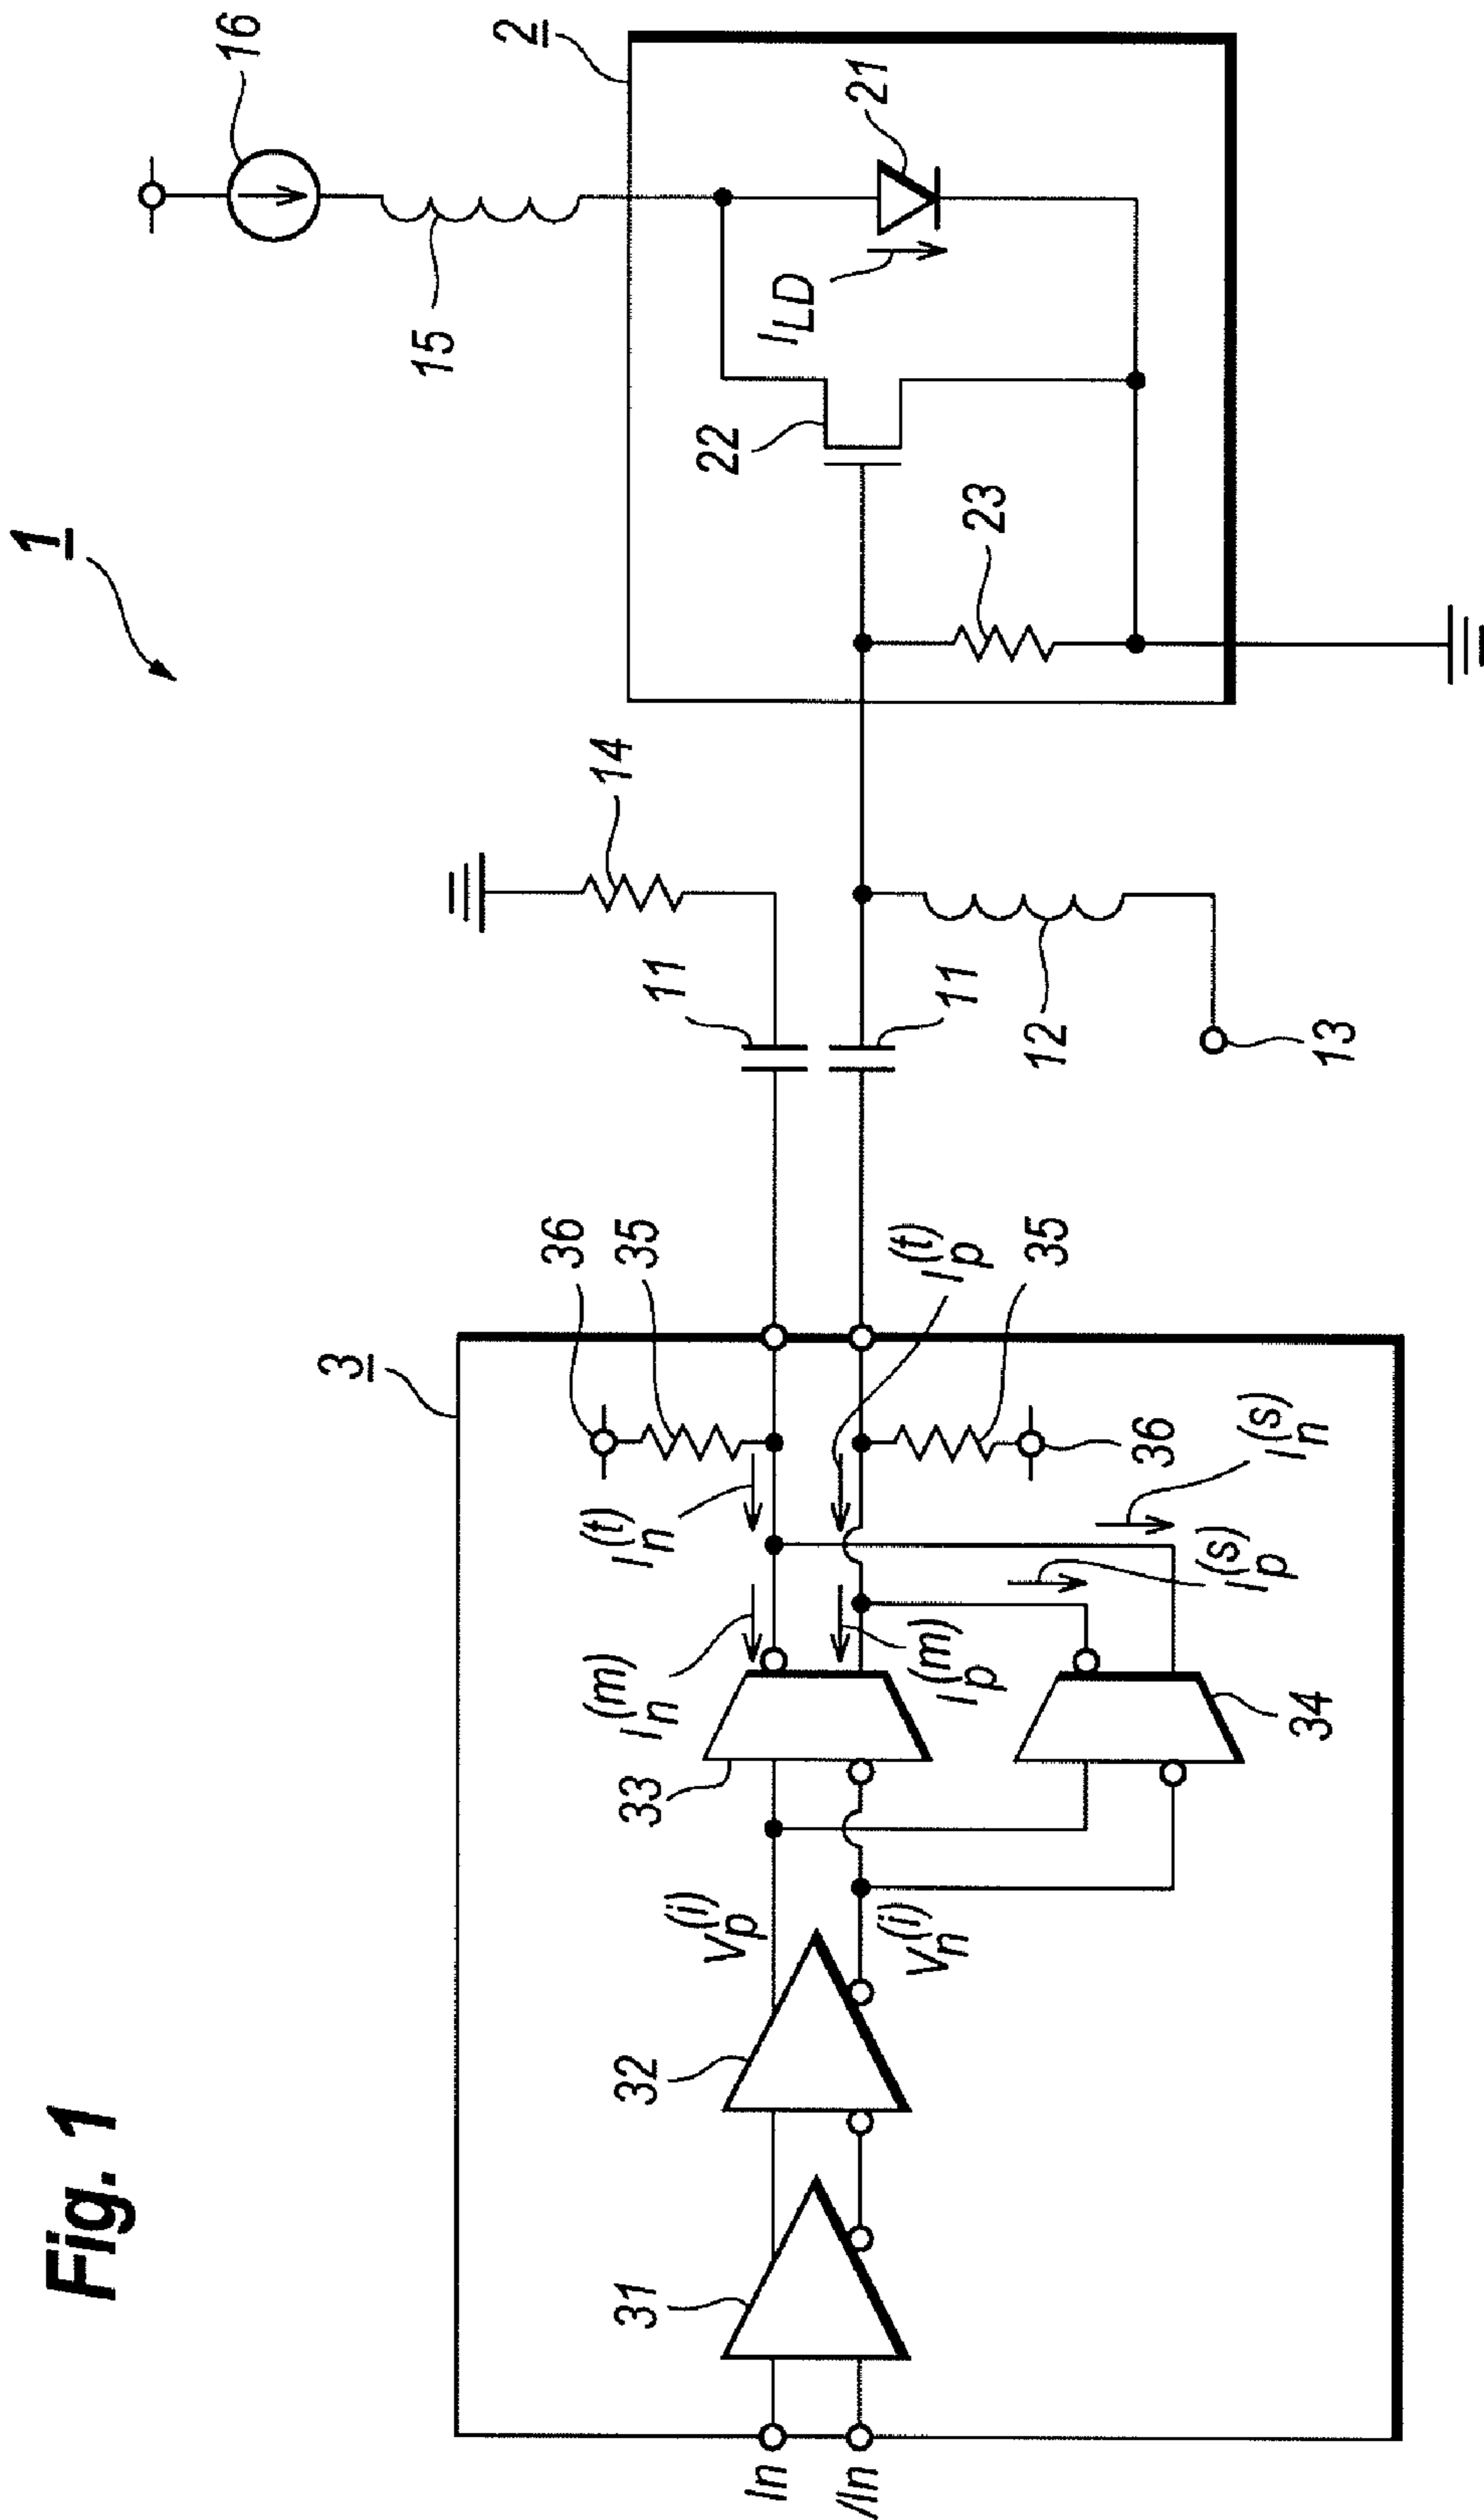 Fig. 1
1
16
15
2
21
I_LD
22
23
14
11
11
12
13
3
36
35
i_p^(t)
35
36
i_n^(t)
i_n^(s)
i_p^(s)
i_n^(m)
i_p^(m)
33
34
v_p^(i)
v_n^(i)
32
31
In
/In